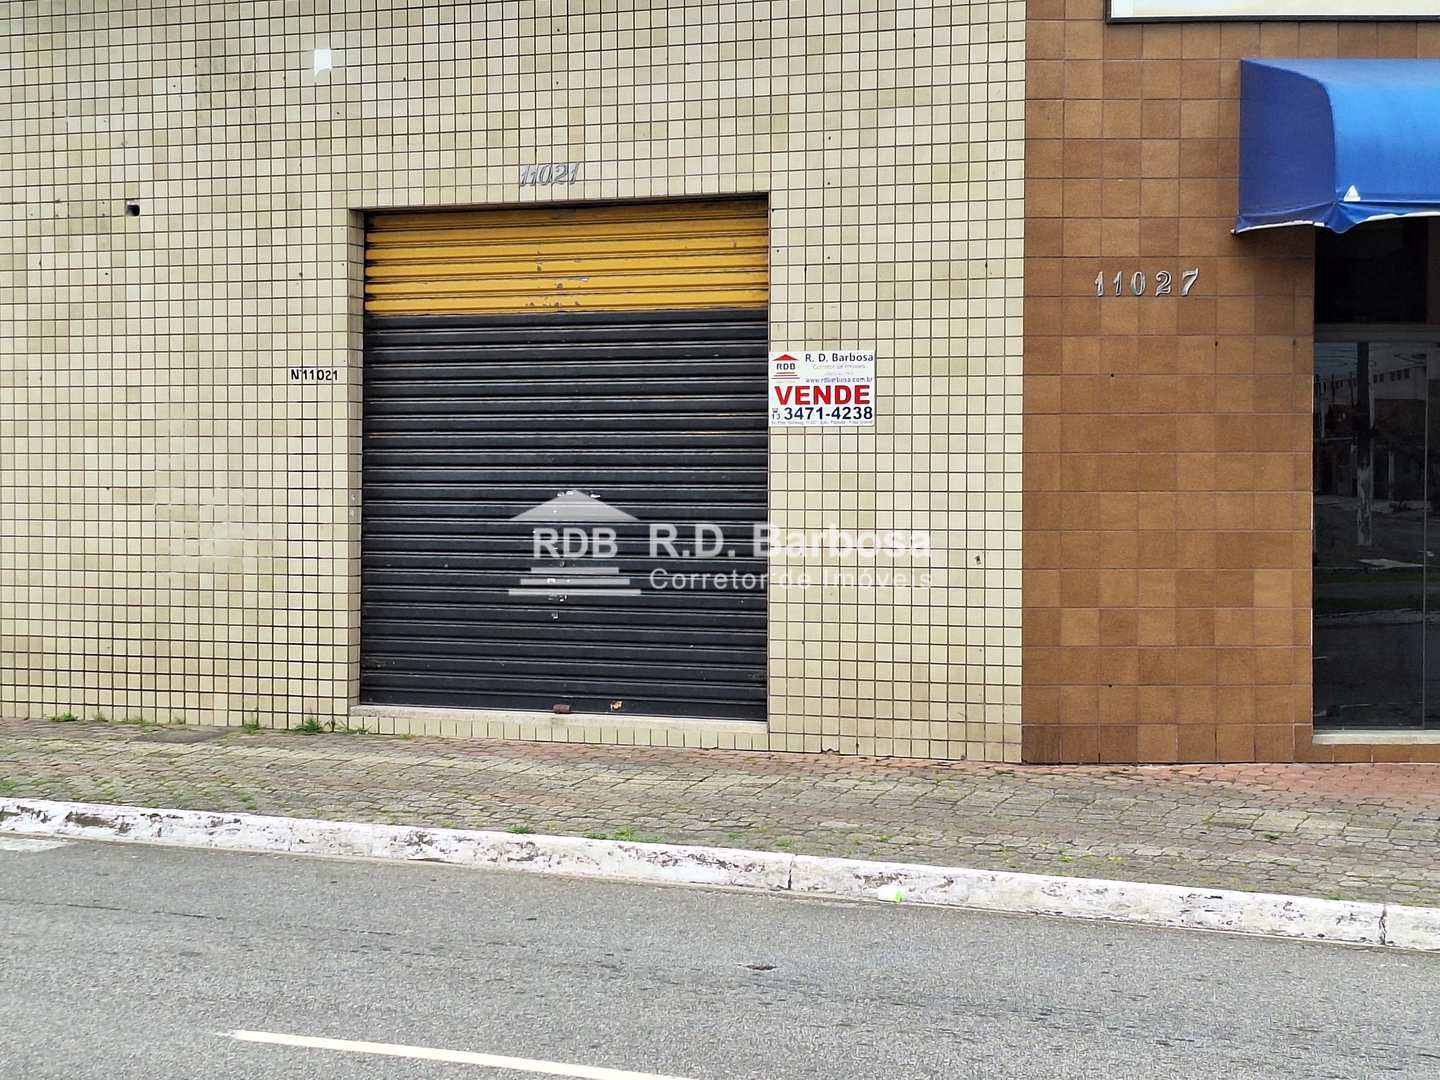 11021
11027
Nº11021
RDB
R. D. Barbosa
Corretor de Imóveis
www.rdbarbosa.com.br
VENDE
13 3471-4238
RDB
R.D. Barbosa
Corretor de Imóveis